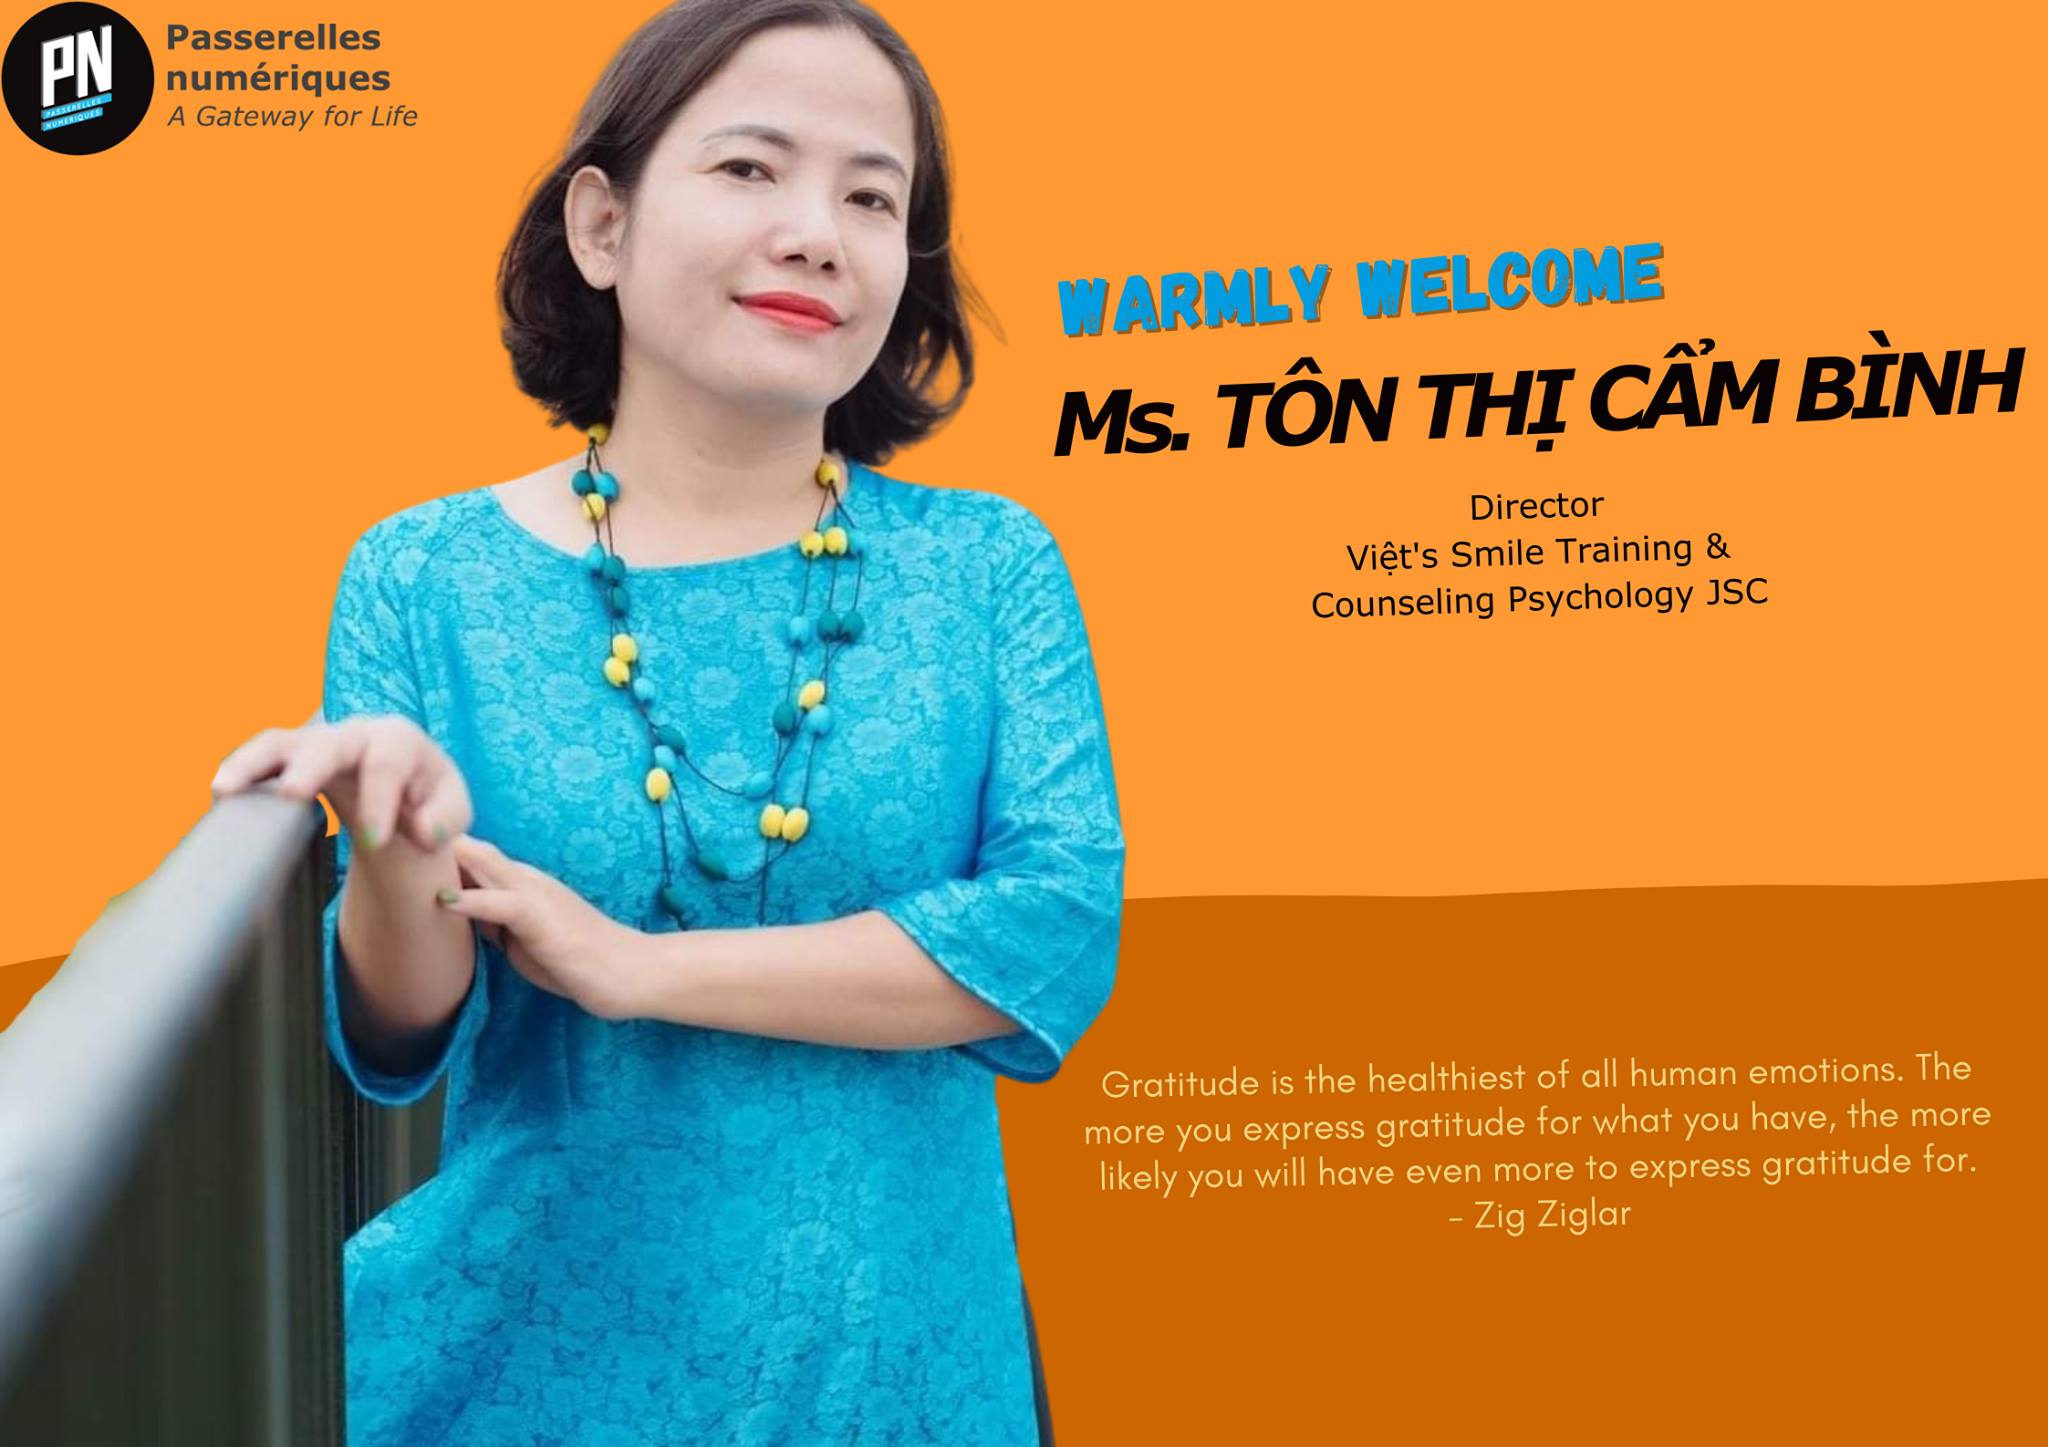 PN
PASSERELLES
NUMERIQUES
Passerelles
numériques
A Gateway for Life
WARMLY WELCOME
Ms. TÔN THỊ CẨM BÌNH
Director
Việt's Smile Training &
Counseling Psychology JSC
Gratitude is the healthiest of all human emotions. The
more you express gratitude for what you have, the more
likely you will have even more to express gratitude for.
- Zig Ziglar